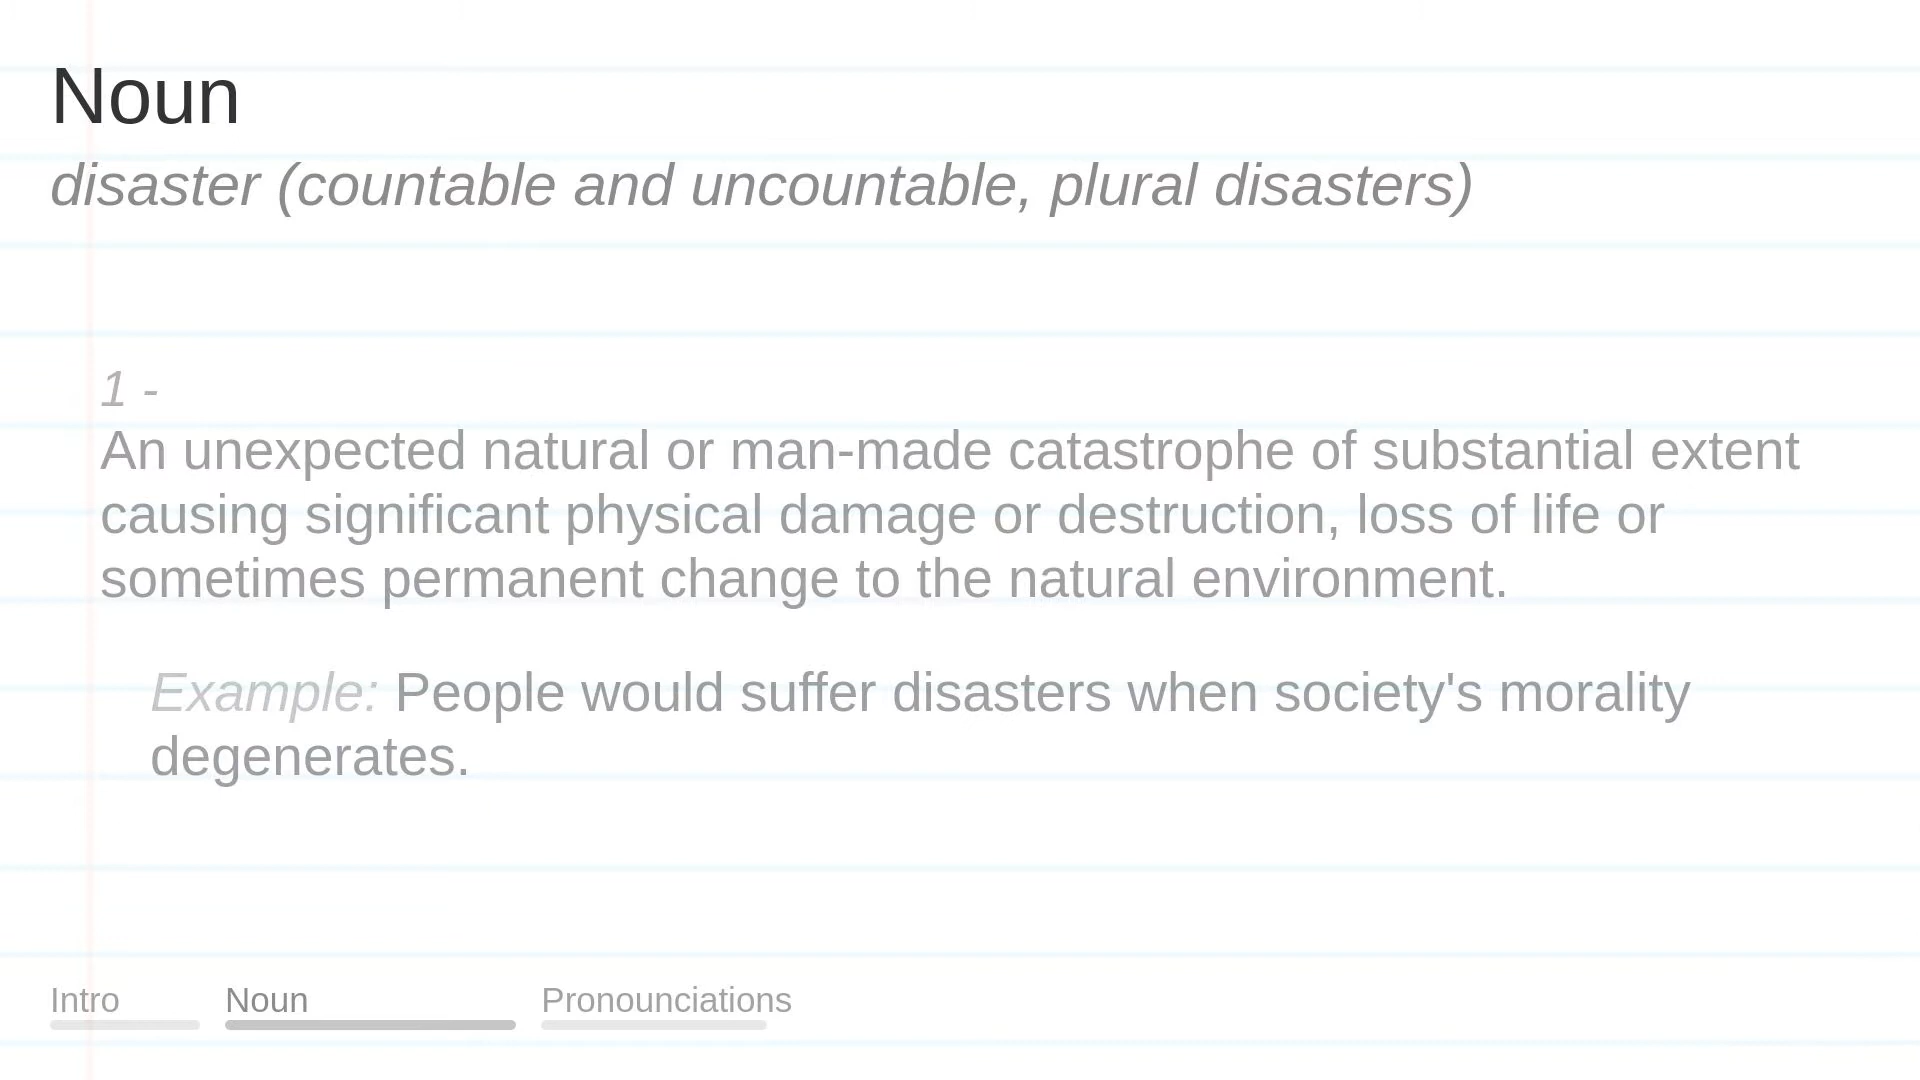 Noun
disaster (countable and uncountable, plural disasters)
1 -
An unexpected natural or man-made catastrophe of substantial extent
causing significant physical damage or destruction, loss of life or
sometimes permanent change to the natural environment.
Example: People would suffer disasters when society's morality
degenerates.
Intro Noun Pronounciations